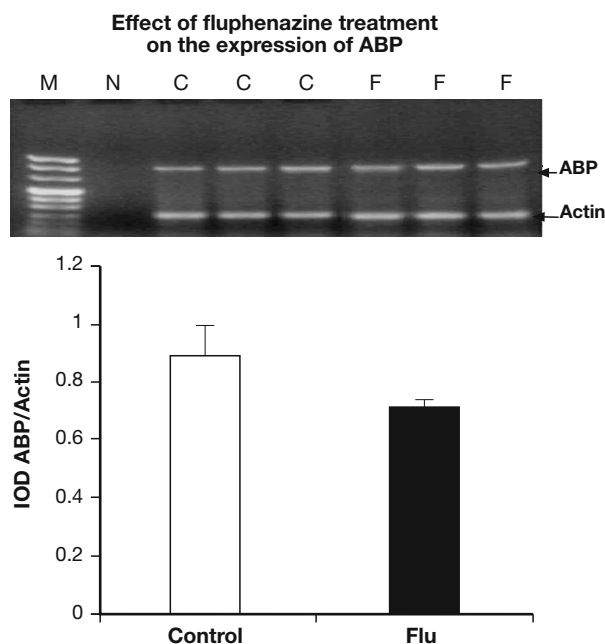 Effect of fluphenazine treatment
on the expression of ABP
M N C C C F F F
ABP
Actin
1.2
1
0.8
0.6
0.4
0.2
0
IOD ABP/Actin
Control Flu